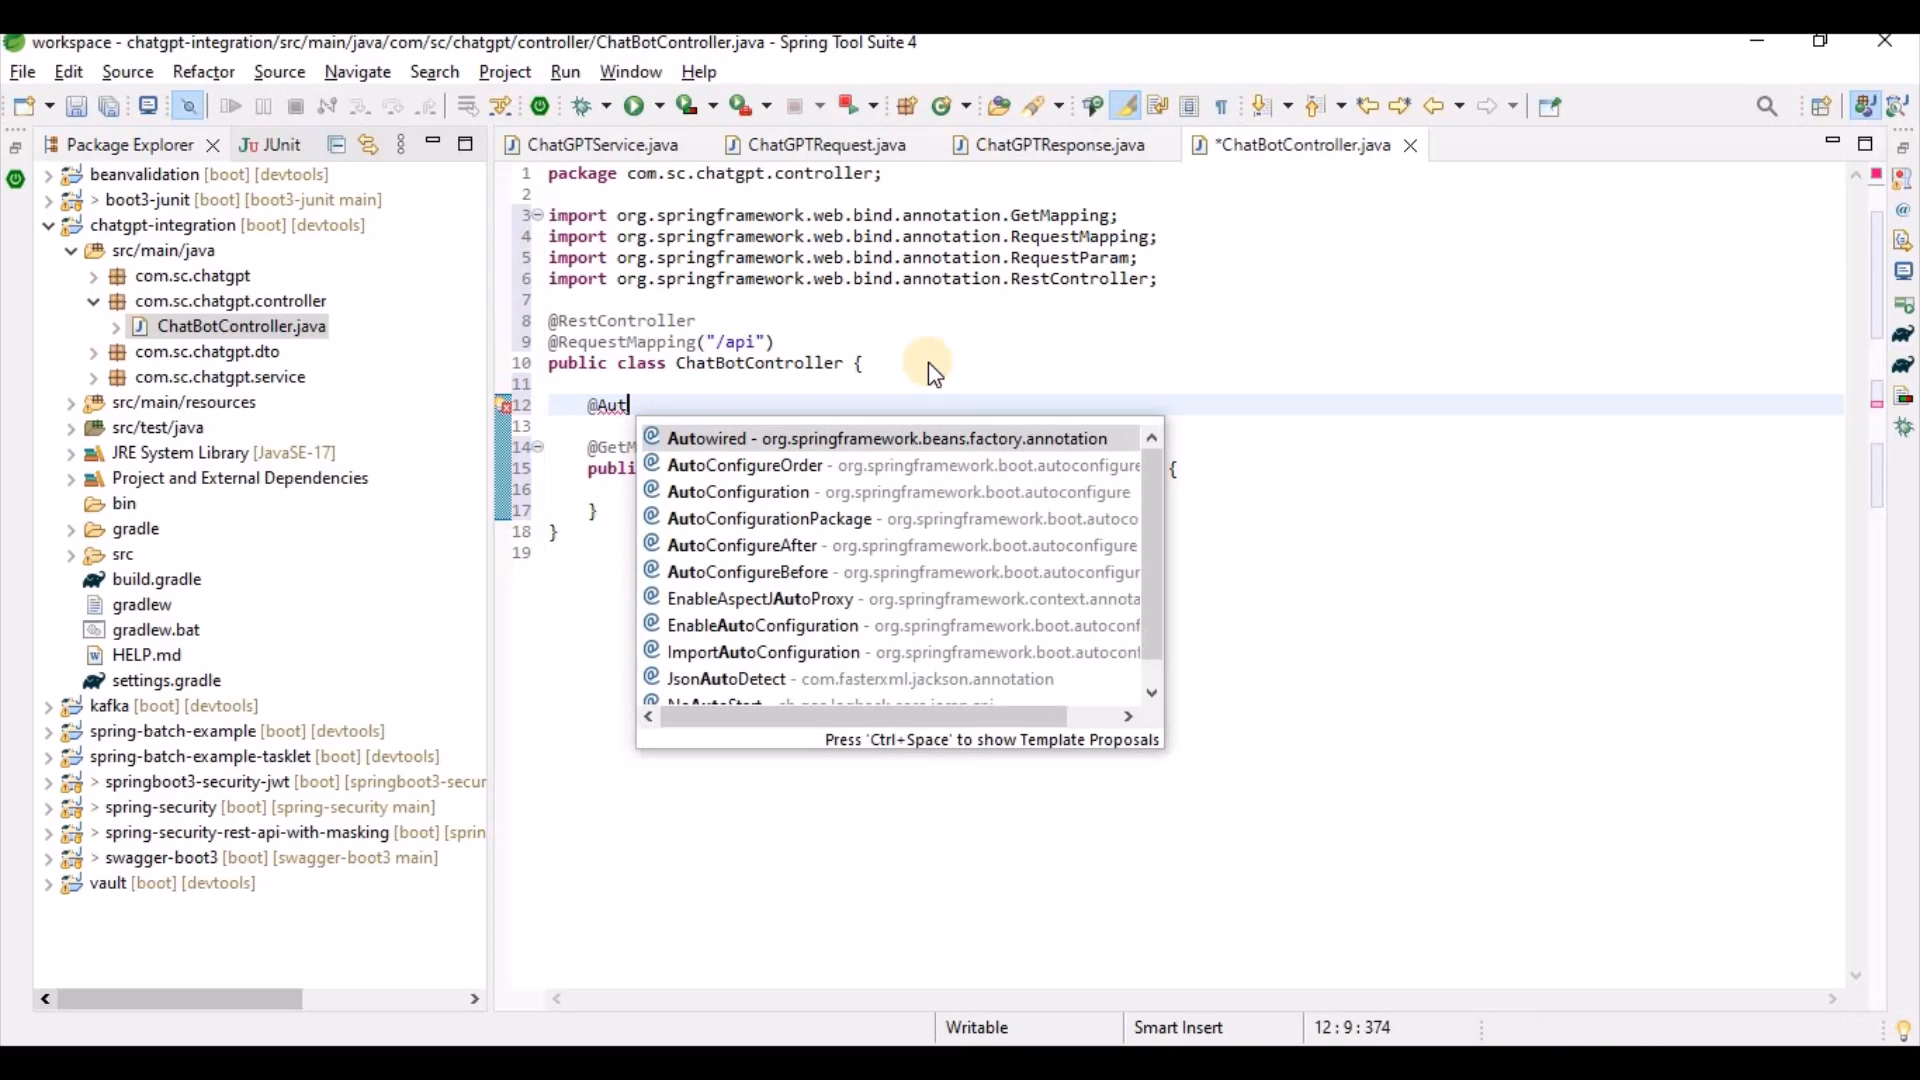 workspace - chatgpt-integration/src/main/java/com/sc/chatgpt/controller/ChatBotController.java - Spring Tool Suite 4
File Edit Source Refactor Source Navigate Search Project Run Window Help
Package Explorer JUnit
beanvalidation [boot] [devtools]
> boot3-junit [boot] [boot3-junit main]
chatgpt-integration [boot] [devtools]
src/main/java
com.sc.chatgpt
com.sc.chatgpt.controller
ChatBotController.java
com.sc.chatgpt.dto
com.sc.chatgpt.service
src/main/resources
src/test/java
JRE System Library [JavaSE-17]
Project and External Dependencies
bin
gradle
src
build.gradle
gradlew
gradlew.bat
HELP.md
settings.gradle
kafka [boot] [devtools]
spring-batch-example [boot] [devtools]
spring-batch-example-tasklet [boot] [devtools]
> springboot3-security-jwt [boot] [springboot3-secur
> spring-security [boot] [spring-security main]
> spring-security-rest-api-with-masking [boot] [sprin
> swagger-boot3 [boot] [swagger-boot3 main]
vault [boot] [devtools]
ChatGPTService.java ChatGPTRequest.java ChatGPTResponse.java *ChatBotController.java
1 package com.sc.chatgpt.controller;
2
3 import org.springframework.web.bind.annotation.GetMapping;
4 import org.springframework.web.bind.annotation.RequestMapping;
5 import org.springframework.web.bind.annotation.RequestParam;
6 import org.springframework.web.bind.annotation.RestController;
7
8 @RestController
9 @RequestMapping("/api")
10 public class ChatBotController {
11
12 @Aut
13
14 @GetM
15 publi {
16
17 }
18 }
19
Autowired - org.springframework.beans.factory.annotation
AutoConfigureOrder - org.springframework.boot.autoconfigure
AutoConfiguration - org.springframework.boot.autoconfigure
AutoConfigurationPackage - org.springframework.boot.autoco
AutoConfigureAfter - org.springframework.boot.autoconfigure
AutoConfigureBefore - org.springframework.boot.autoconfigur
EnableAspectJAutoProxy - org.springframework.context.annota
EnableAutoConfiguration - org.springframework.boot.autoconf
ImportAutoConfiguration - org.springframework.boot.autoconf
JsonAutoDetect - com.fasterxml.jackson.annotation
Press 'Ctrl+Space' to show Template Proposals
Writable Smart Insert 12 : 9 : 374